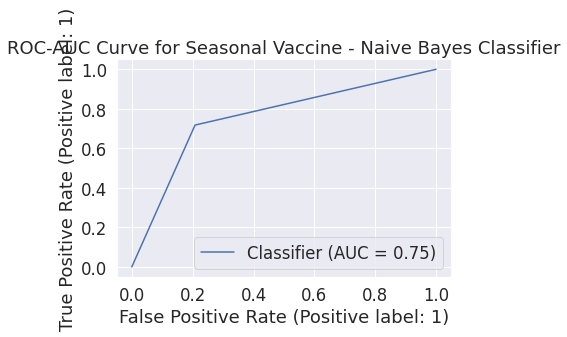 ROC-AUC Curve for Seasonal Vaccine - Naive Bayes Classifier
True Positive Rate (Positive label: 1)
1.0
0.8
0.6
0.4
0.2
0.0
Classifier (AUC = 0.75)
0.0 0.2 0.4 0.6 0.8 1.0
False Positive Rate (Positive label: 1)